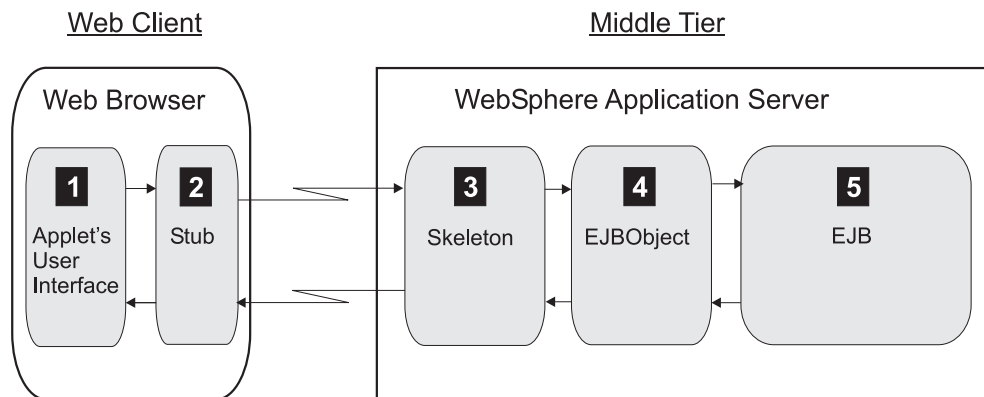 Web Client
Middle Tier
Web Browser
WebSphere Application Server
1
2
3
4
5
Applet's
User
Interface
Stub
Skeleton
EJBObject
EJB